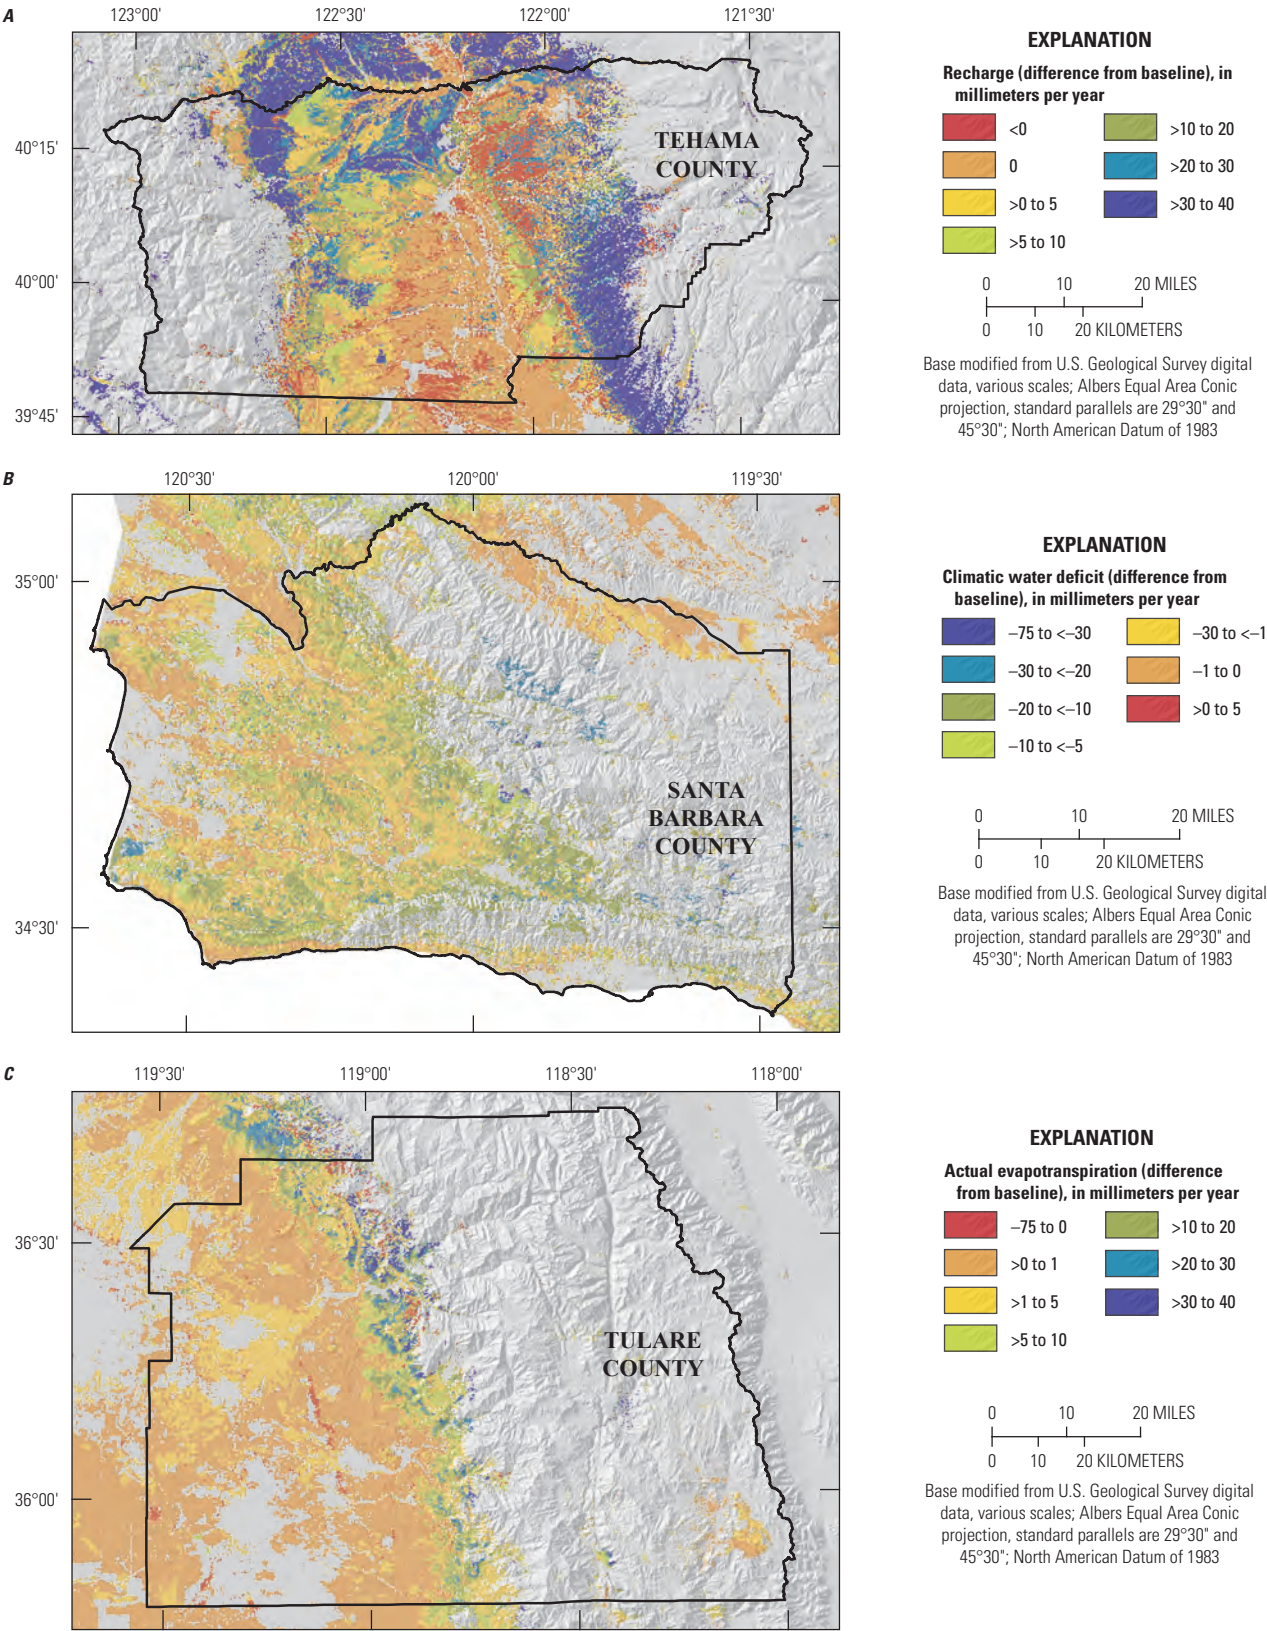 A
123°00'
122°30'
122°00'
121°30'
40°15'
40°00'
39°45'
TEHAMA
COUNTY
EXPLANATION
Recharge (difference from baseline), in
millimeters per year
<0
0
>0 to 5
>5 to 10
>10 to 20
>20 to 30
>30 to 40
0 10 20 MILES
0 10 20 KILOMETERS
Base modified from U.S. Geological Survey digital
data, various scales; Albers Equal Area Conic
projection, standard parallels are 29°30" and
45°30"; North American Datum of 1983
B
120°30'
120°00'
119°30'
35°00'
34°30'
SANTA
BARBARA
COUNTY
EXPLANATION
Climatic water deficit (difference from
baseline), in millimeters per year
–75 to <–30
–30 to <–20
–20 to <–10
–10 to <–5
–30 to <–1
–1 to 0
>0 to 5
0 10 20 MILES
0 10 20 KILOMETERS
Base modified from U.S. Geological Survey digital
data, various scales; Albers Equal Area Conic
projection, standard parallels are 29°30" and
45°30"; North American Datum of 1983
C
119°30'
119°00'
118°30'
118°00'
36°30'
36°00'
TULARE
COUNTY
EXPLANATION
Actual evapotranspiration (difference
from baseline), in millimeters per year
–75 to 0
>0 to 1
>1 to 5
>5 to 10
>10 to 20
>20 to 30
>30 to 40
0 10 20 MILES
0 10 20 KILOMETERS
Base modified from U.S. Geological Survey digital
data, various scales; Albers Equal Area Conic
projection, standard parallels are 29°30" and
45°30"; North American Datum of 1983